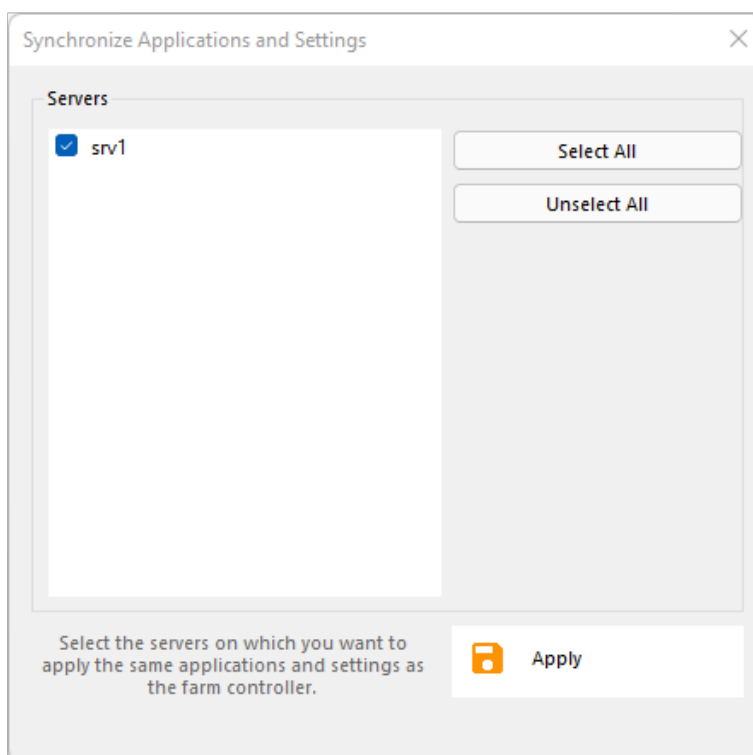 Synchronize Applications and Settings
Servers
srv1
Select All
Unselect All
Select the servers on which you want to
apply the same applications and settings as
the farm controller.
Apply